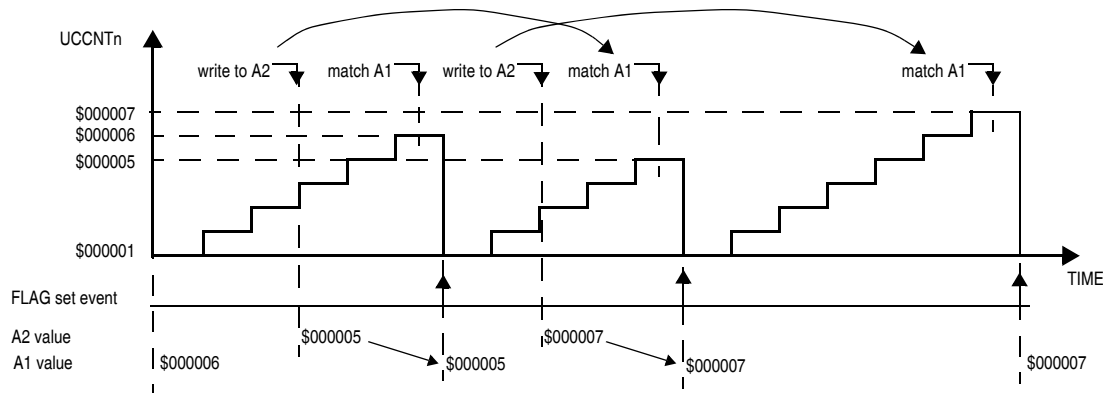 UCCNTn
write to A2 match A1 write to A2 match A1 match A1
$000007
$000006
$000005
$000001
TIME
FLAG set event
A2 value $000005 $000007
A1 value $000006 $000005 $000007 $000007